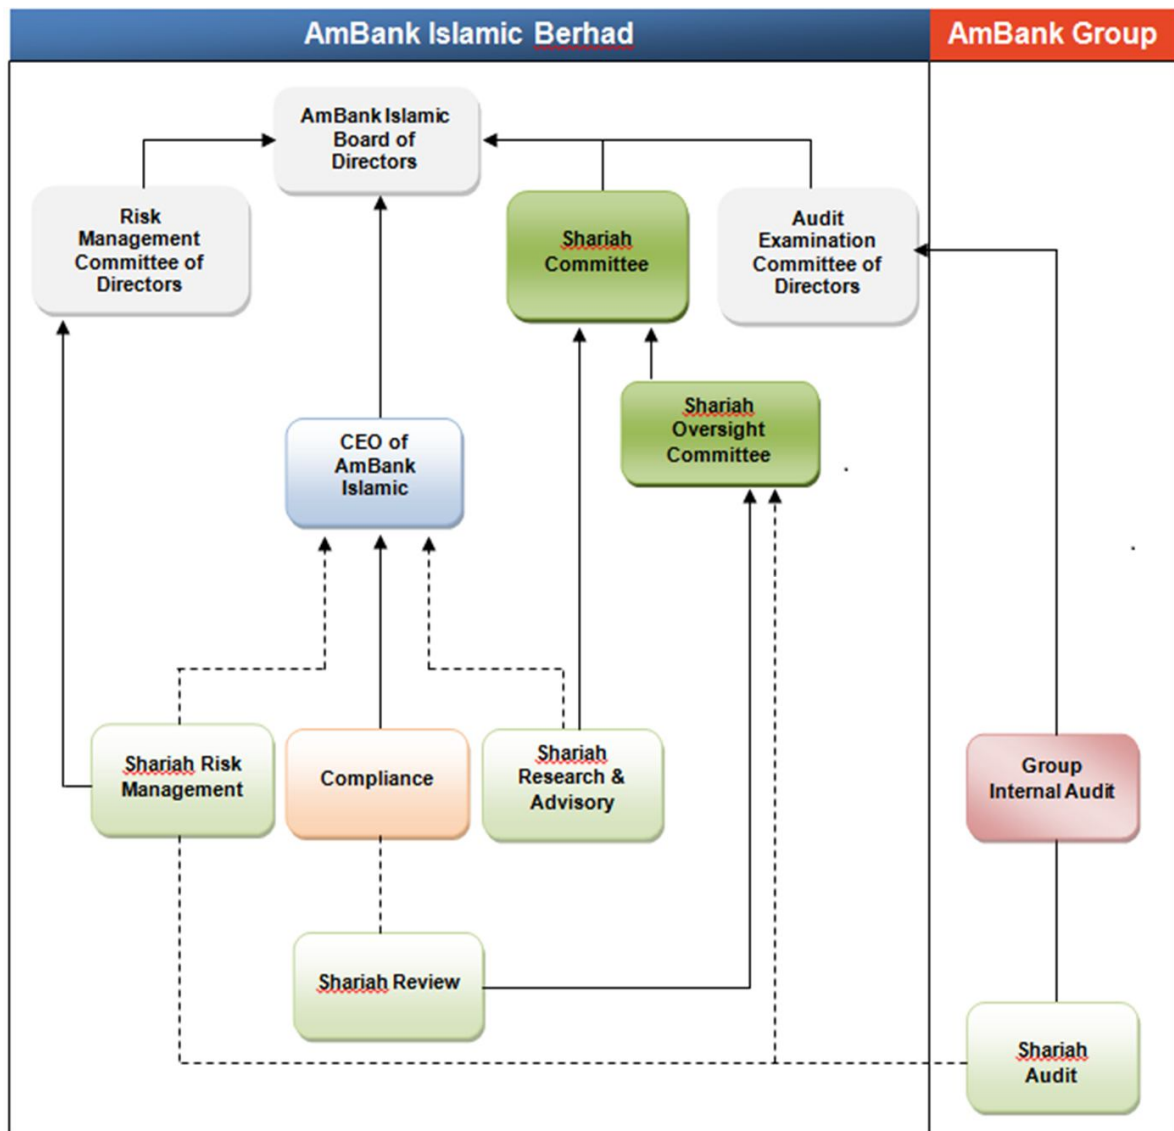 AmBank Islamic Berhad
AmBank Group
AmBank Islamic
Board of
Directors
Risk
Management
Committee of
Directors
Shariah
Committee
Audit
Examination
Committee of
Directors
Shariah
Oversight
Committee
CEO of
AmBank
Islamic
Shariah Risk
Management
Compliance
Shariah
Research &
Advisory
Group
Internal Audit
Shariah Review
Shariah
Audit